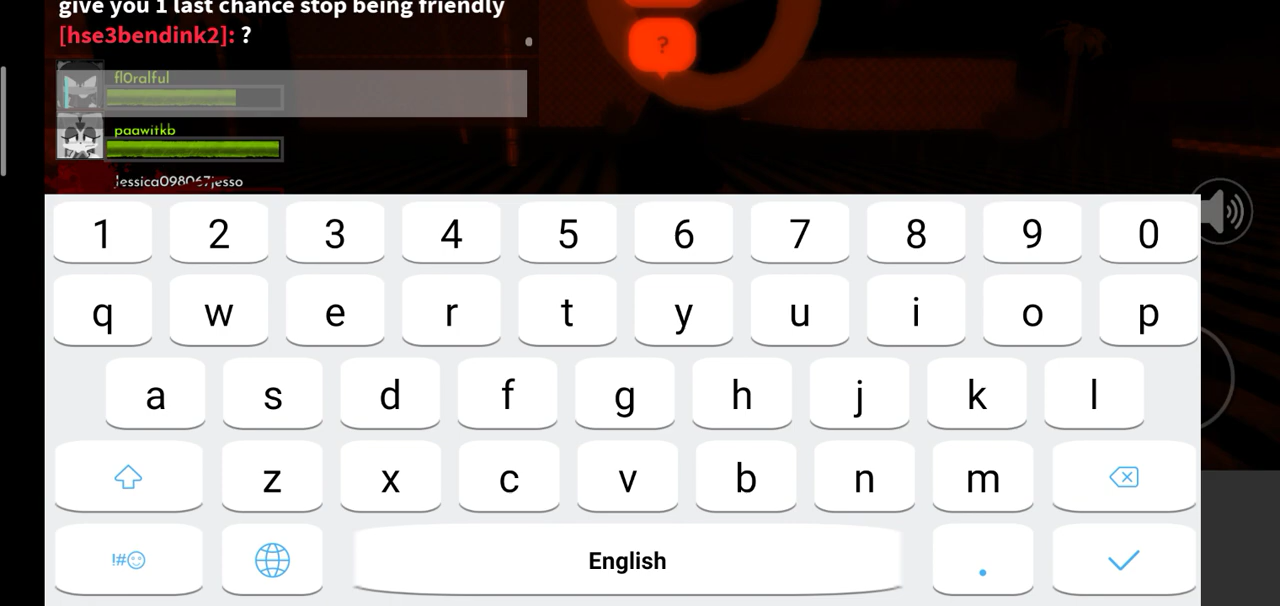 give you 1 last chance stop being friendly
[hse3bendink2]: ?
?
fl0ralful
paawitkb
1 2 3 4 5 6 7 8 9 0
q w e r t y u i o p
a s d f g h j k l
z x c v b n m
!#☺ English .